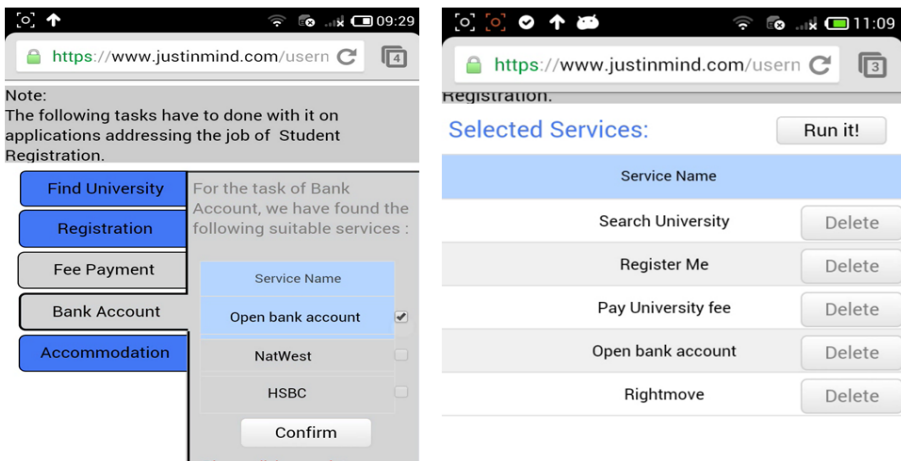 09:29
https://www.justinmind.com/usern
4
Note:
The following tasks have to done with it on
applications addressing the job of Student
Registration.
Find University
Registration
Fee Payment
Bank Account
Accommodation
For the task of Bank
Account, we have found the
following suitable services :
Service Name
Open bank account
NatWest
HSBC
Confirm
11:09
https://www.justinmind.com/usern
3
Registration.
Selected Services:
Run it!
Service Name
Search University Delete
Register Me Delete
Pay University fee Delete
Open bank account Delete
Rightmove Delete